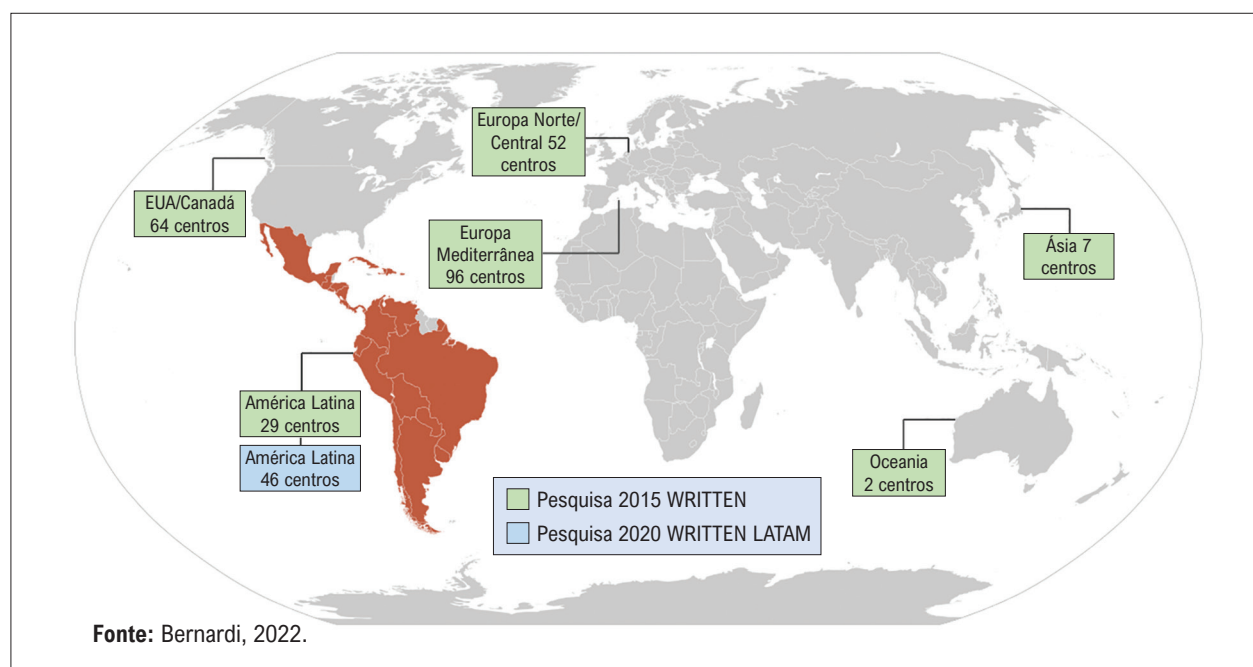 Europa Norte/
Central 52
centros
EUA/Canadá
64 centros
Europa
Mediterrânea
96 centros
Ásia 7
centros
América Latina
29 centros
América Latina
46 centros
Oceania
2 centros
Pesquisa 2015 WRITTEN
Pesquisa 2020 WRITTEN LATAM
Fonte: Bernardi, 2022.